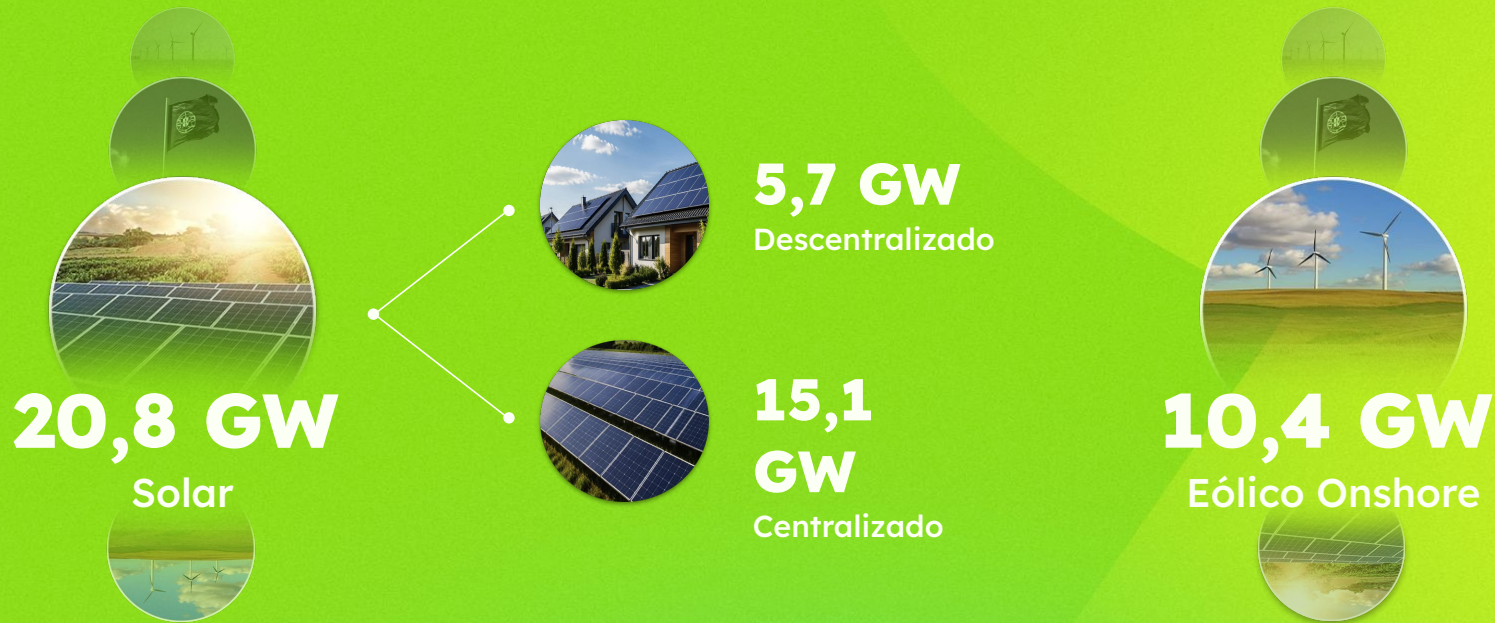 20,8 GW
Solar
5,7 GW
Descentralizado
15,1
GW
Centralizado
10,4 GW
Eólico Onshore